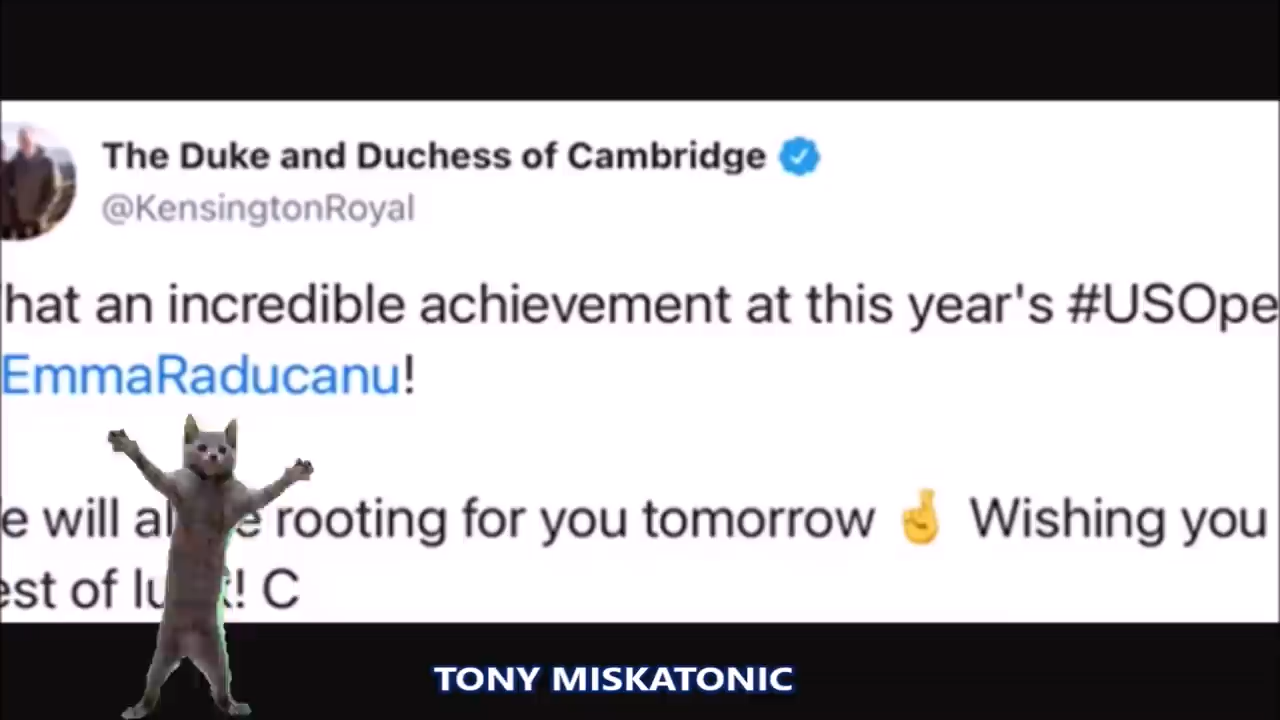 The Duke and Duchess of Cambridge
@KensingtonRoyal
hat an incredible achievement at this year's #USOpe
EmmaRaducanu!
e will al e rooting for you tomorrow 🤞 Wishing you
est of lu ! C
TONY MISKATONIC